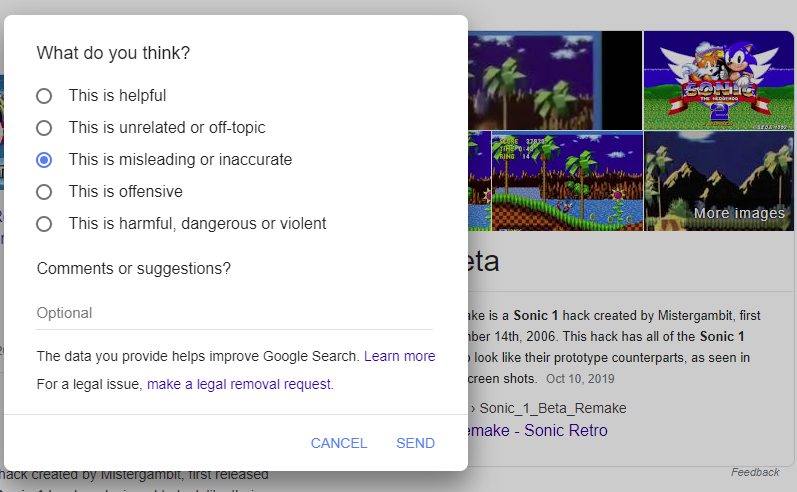 What do you think?
This is helpful
This is unrelated or off-topic
This is misleading or inaccurate
This is offensive
This is harmful, dangerous or violent
Comments or suggestions?
Optional
The data you provide helps improve Google Search. Learn more
For a legal issue, make a legal removal request.
CANCEL SEND
SONIC
THE HEDGEHOG
2
SCORE
TIME
RING 14
More images
eta
ake is a Sonic 1 hack created by Mistergambit, first
ber 14th, 2006. This hack has all of the Sonic 1
look like their prototype counterparts, as seen in
creen shots. Oct 10, 2019
› Sonic_1_Beta_Remake
emake - Sonic Retro
Feedback
hack created by Mistergambit, first released